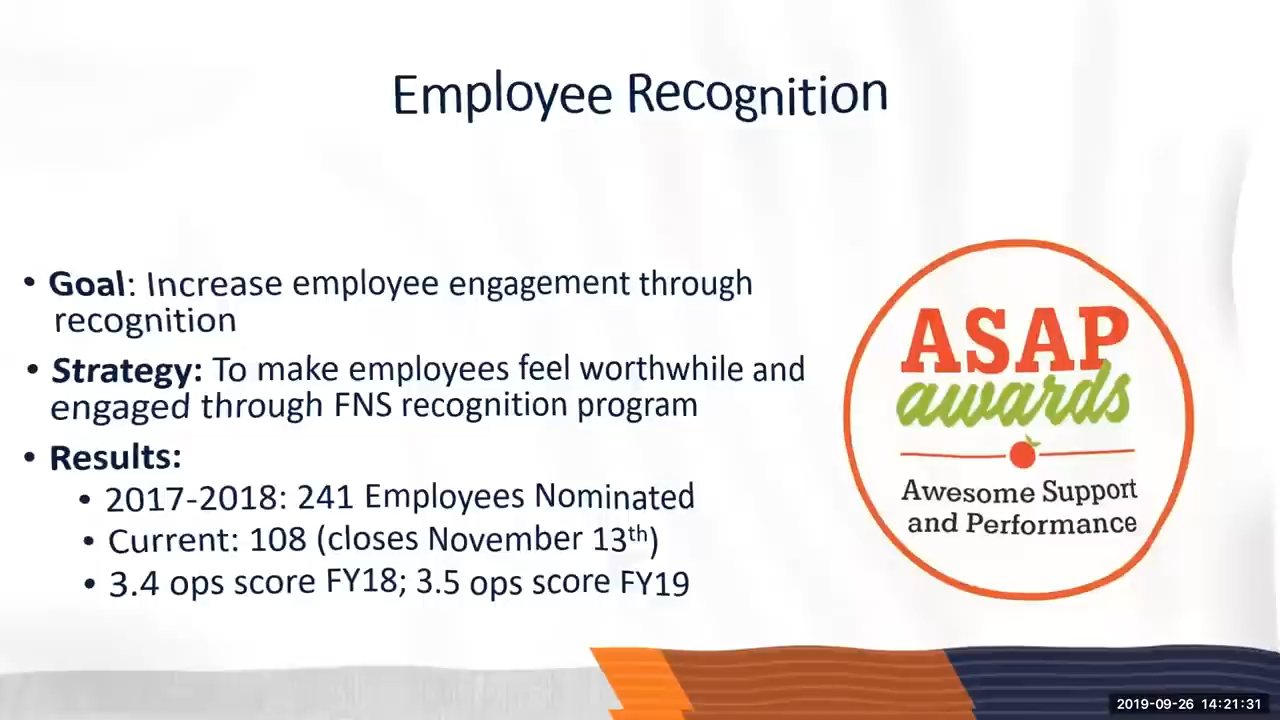 Employee Recognition
• Goal: Increase employee engagement through
recognition
• Strategy: To make employees feel worthwhile and
engaged through FNS recognition program
• Results:
• 2017-2018: 241 Employees Nominated
• Current: 108 (closes November 13th)
• 3.4 ops score FY18; 3.5 ops score FY19
ASAP
awards
Awesome Support
and Performance
2019-09-26 14:21:31